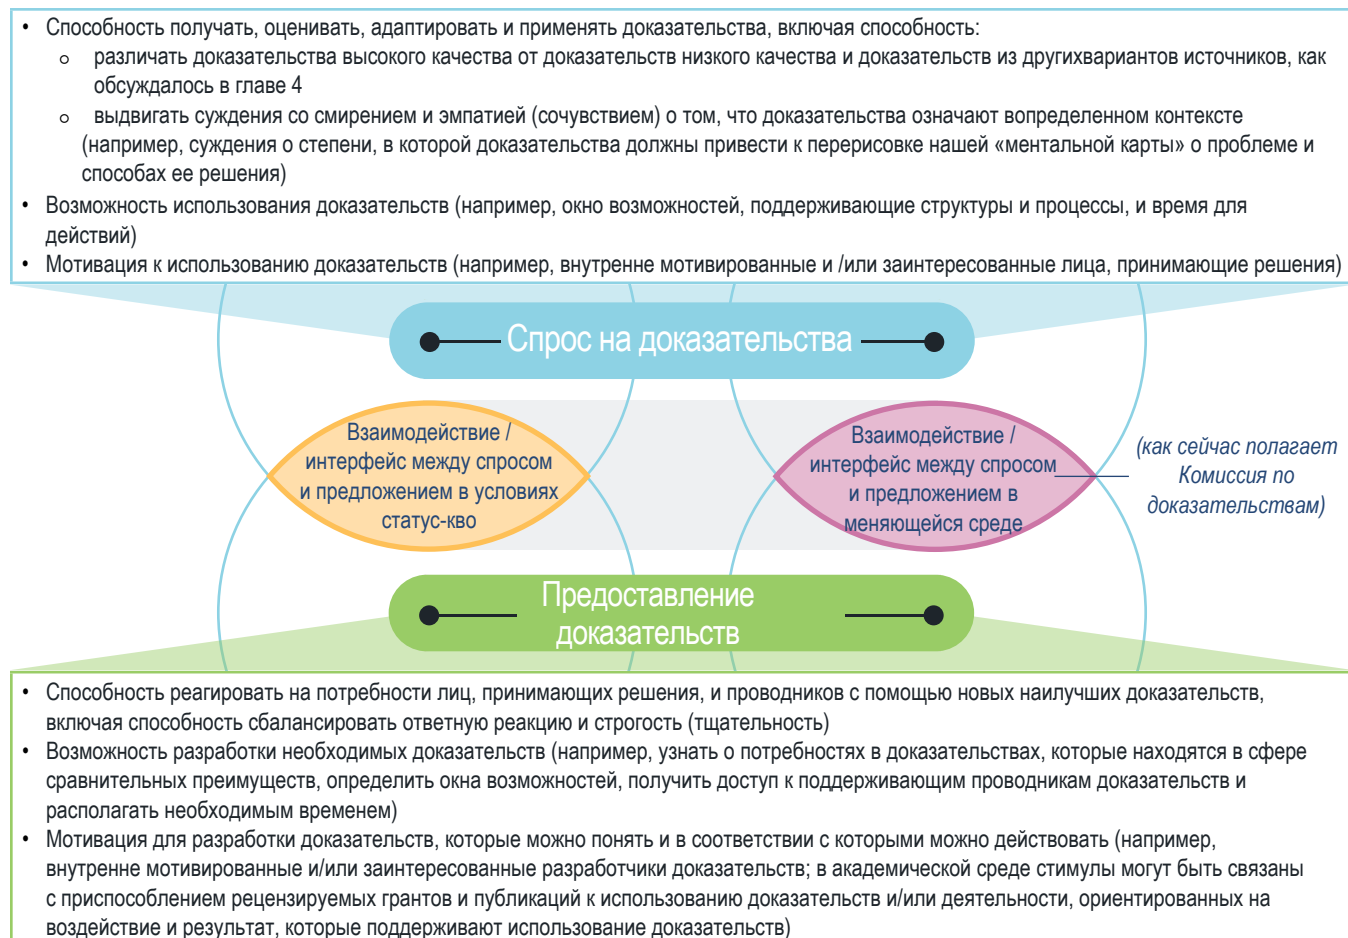 • Способность получать, оценивать, адаптировать и применять доказательства, включая способность:
o различать доказательства высокого качества от доказательств низкого качества и доказательств из другихвариантов источников, как
обсуждалось в главе 4
o выдвигать суждения со смирением и эмпатией (сочувствием) о том, что доказательства означают вопределенном контексте
(например, суждения о степени, в которой доказательства должны привести к перерисовке нашей «ментальной карты» о проблеме и
способах ее решения)
• Возможность использования доказательств (например, окно возможностей, поддерживающие структуры и процессы, и время для
действий)
• Мотивация к использованию доказательств (например, внутренне мотивированные и /или заинтересованные лица, принимающие решения)
Спрос на доказательства
Взаимодействие /
интерфейс между спросом
и предложением в условиях
статус-кво
Взаимодействие /
интерфейс между спросом
и предложением в
меняющейся среде
(как сейчас полагает
Комиссия по
доказательствам)
Предоставление
доказательств
• Способность реагировать на потребности лиц, принимающих решения, и проводников с помощью новых наилучших доказательств,
включая способность сбалансировать ответную реакцию и строгость (тщательность)
• Возможность разработки необходимых доказательств (например, узнать о потребностях в доказательствах, которые находятся в сфере
сравнительных преимуществ, определить окна возможностей, получить доступ к поддерживающим проводникам доказательств и
располагать необходимым временем)
• Мотивация для разработки доказательств, которые можно понять и в соответствии с которыми можно действовать (например,
внутренне мотивированные и/или заинтересованные разработчики доказательств; в академической среде стимулы могут быть связаны
с приспособлением рецензируемых грантов и публикаций к использованию доказательств и/или деятельности, ориентированных на
воздействие и результат, которые поддерживают использование доказательств)